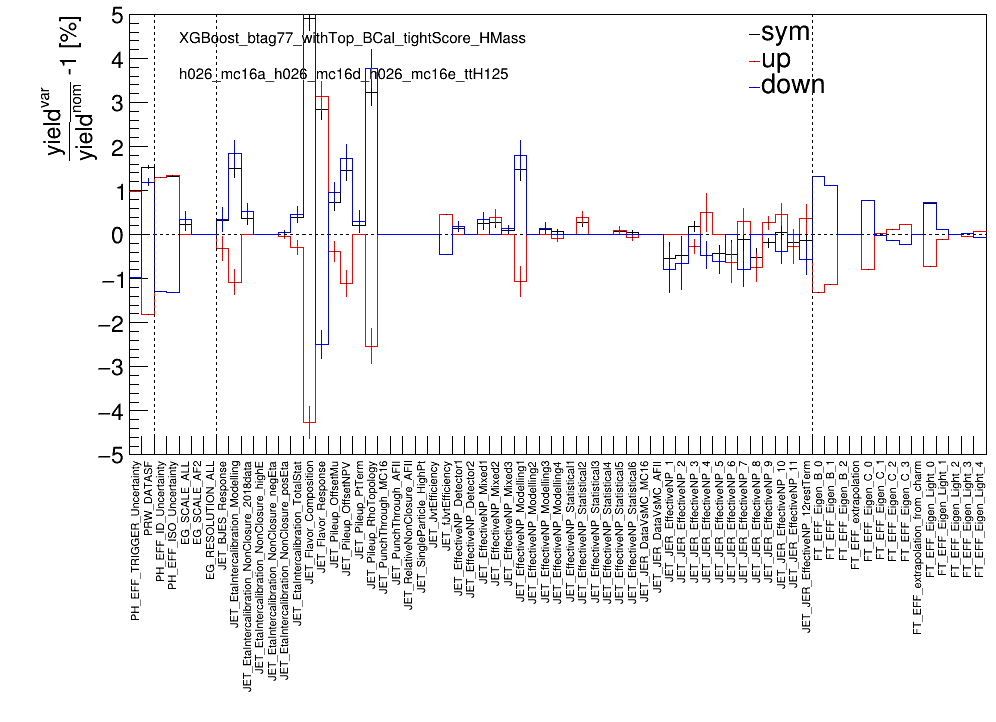 XGBoost_btag77_withTop_BCal_tightScore_HMass
h026_mc16a_h026_mc16d_h026_mc16e_ttH125
sym
up
down
yield^var / yield^nom -1 [%]
5
4
3
2
1
0
−1
−2
−3
−4
−5
PH_EFF_TRIGGER_Uncertainty
PRW_DATASF
PH_EFF_ID_Uncertainty
PH_EFF_ISO_Uncertainty
EG_SCALE_ALL
EG_SCALE_AF2
EG_RESOLUTION_ALL
JET_BJES_Response
JET_EtaIntercalibration_Modelling
JET_EtaIntercalibration_NonClosure_2018data
JET_EtaIntercalibration_NonClosure_highE
JET_EtaIntercalibration_NonClosure_negEta
JET_EtaIntercalibration_NonClosure_posEta
JET_EtaIntercalibration_TotalStat
JET_Flavor_Composition
JET_Flavor_Response
JET_Pileup_OffsetMu
JET_Pileup_OffsetNPV
JET_Pileup_PtTerm
JET_Pileup_RhoTopology
JET_PunchThrough_MC16
JET_PunchThrough_AFII
JET_RelativeNonClosure_AFII
JET_SingleParticle_HighPt
JET_JvtEfficiency
JET_fJvtEfficiency
JET_EffectiveNP_Detector1
JET_EffectiveNP_Detector2
JET_EffectiveNP_Mixed1
JET_EffectiveNP_Mixed2
JET_EffectiveNP_Mixed3
JET_EffectiveNP_Modelling1
JET_EffectiveNP_Modelling2
JET_EffectiveNP_Modelling3
JET_EffectiveNP_Modelling4
JET_EffectiveNP_Statistical1
JET_EffectiveNP_Statistical2
JET_EffectiveNP_Statistical3
JET_EffectiveNP_Statistical4
JET_EffectiveNP_Statistical5
JET_EffectiveNP_Statistical6
JET_JER_DataVsMC_MC16
JET_JER_DataVsMC_AFII
JET_JER_EffectiveNP_1
JET_JER_EffectiveNP_2
JET_JER_EffectiveNP_3
JET_JER_EffectiveNP_4
JET_JER_EffectiveNP_5
JET_JER_EffectiveNP_6
JET_JER_EffectiveNP_7
JET_JER_EffectiveNP_8
JET_JER_EffectiveNP_9
JET_JER_EffectiveNP_10
JET_JER_EffectiveNP_11
JET_JER_EffectiveNP_12restTerm
FT_EFF_Eigen_B_0
FT_EFF_Eigen_B_1
FT_EFF_Eigen_B_2
FT_EFF_extrapolation
FT_EFF_Eigen_C_0
FT_EFF_Eigen_C_1
FT_EFF_Eigen_C_2
FT_EFF_Eigen_C_3
FT_EFF_extrapolation_from_charm
FT_EFF_Eigen_Light_0
FT_EFF_Eigen_Light_1
FT_EFF_Eigen_Light_2
FT_EFF_Eigen_Light_3
FT_EFF_Eigen_Light_4